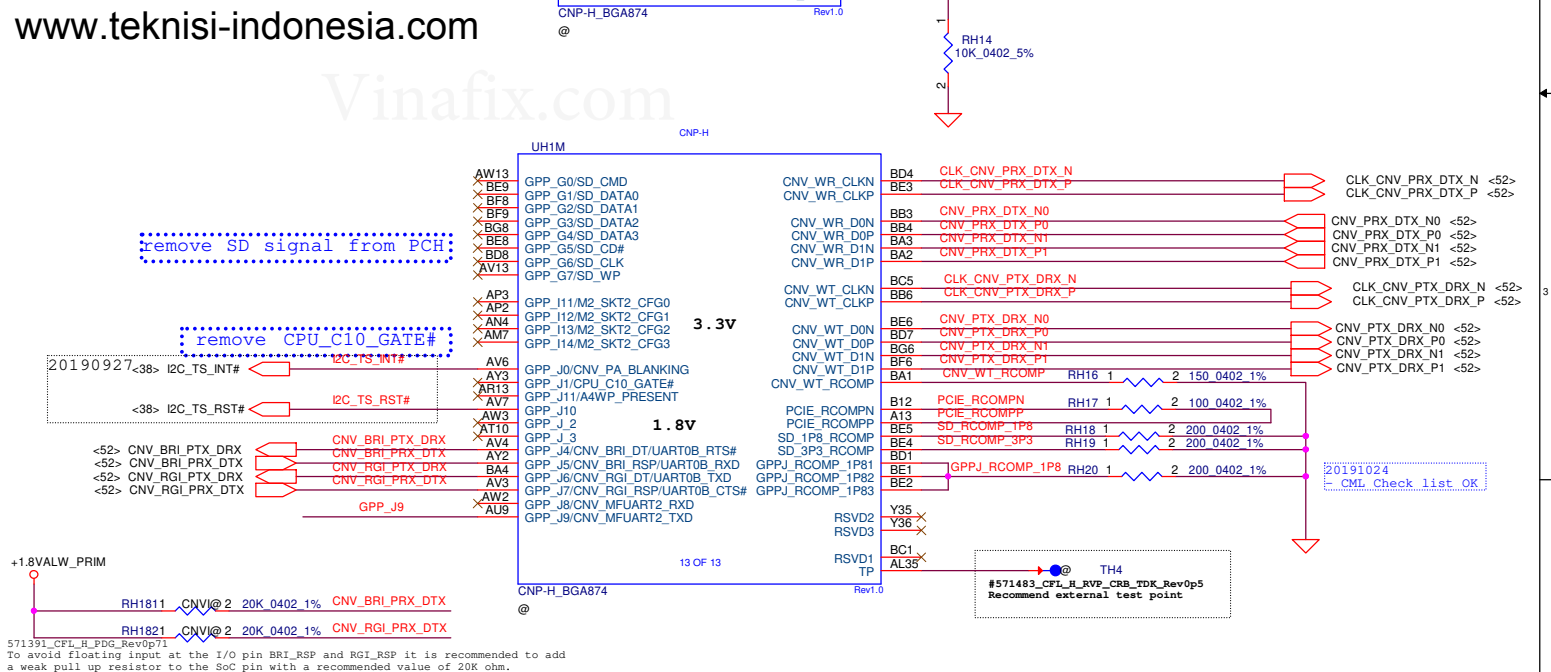 www.teknisi-indonesia.com
Vinafix.com
CNP-H_BGA874
Rev1.0
@
1
RH14
10K_0402_5%
2
CNP-H
UH1M
AW13 GPP_G0/SD_CMD
BE9 GPP_G1/SD_DATA0
BF8 GPP_G2/SD_DATA1
BF9 GPP_G3/SD_DATA2
BG8 GPP_G4/SD_DATA3
BE8 GPP_G5/SD_CD#
BD8 GPP_G6/SD_CLK
AV13 GPP_G7/SD_WP
remove SD signal from PCH
AP3 GPP_I11/M2_SKT2_CFG0
AP2 GPP_I12/M2_SKT2_CFG1
AN4 GPP_I13/M2_SKT2_CFG2
AM7 GPP_I14/M2_SKT2_CFG3
3.3V
remove CPU_C10_GATE#
20190927
<38> I2C_TS_INT# I2C_TS_INT# AV6 GPP_J0/CNV_PA_BLANKING
AY3 GPP_J1/CPU_C10_GATE#
AR13 GPP_J11/A4WP_PRESENT
<38> I2C_TS_RST# I2C_TS_RST# AV7 GPP_J10
AW3 GPP_J_2
AT10 GPP_J_3
1.8V
<52> CNV_BRI_PTX_DRX CNV_BRI_PTX_DRX AV4 GPP_J4/CNV_BRI_DT/UART0B_RTS#
<52> CNV_BRI_PRX_DTX CNV_BRI_PRX_DTX AY2 GPP_J5/CNV_BRI_RSP/UART0B_RXD
<52> CNV_RGI_PTX_DRX CNV_RGI_PTX_DRX BA4 GPP_J6/CNV_RGI_DT/UART0B_TXD
<52> CNV_RGI_PRX_DTX CNV_RGI_PRX_DTX AV3 GPP_J7/CNV_RGI_RSP/UART0B_CTS#
AW2 GPP_J8/CNV_MFUART2_RXD
GPP_J9 AU9 GPP_J9/CNV_MFUART2_TXD
CNV_WR_CLKN BD4 CLK_CNV_PRX_DTX_N CLK_CNV_PRX_DTX_N <52>
CNV_WR_CLKP BE3 CLK_CNV_PRX_DTX_P CLK_CNV_PRX_DTX_P <52>
CNV_WR_D0N BB3 CNV_PRX_DTX_N0 CNV_PRX_DTX_N0 <52>
CNV_WR_D0P BB4 CNV_PRX_DTX_P0 CNV_PRX_DTX_P0 <52>
CNV_WR_D1N BA3 CNV_PRX_DTX_N1 CNV_PRX_DTX_N1 <52>
CNV_WR_D1P BA2 CNV_PRX_DTX_P1 CNV_PRX_DTX_P1 <52>
CNV_WT_CLKN BC5 CLK_CNV_PTX_DRX_N CLK_CNV_PTX_DRX_N <52>
CNV_WT_CLKP BB6 CLK_CNV_PTX_DRX_P CLK_CNV_PTX_DRX_P <52>
3
CNV_WT_D0N BE6 CNV_PTX_DRX_N0 CNV_PTX_DRX_N0 <52>
CNV_WT_D0P BD7 CNV_PTX_DRX_P0 CNV_PTX_DRX_P0 <52>
CNV_WT_D1N BG6 CNV_PTX_DRX_N1 CNV_PTX_DRX_N1 <52>
CNV_WT_D1P BF6 CNV_PTX_DRX_P1 CNV_PTX_DRX_P1 <52>
CNV_WT_RCOMP BA1 CNV_WT_RCOMP RH16 1 2 150_0402_1%
PCIE_RCOMPN B12 PCIE_RCOMPN RH17 1 2 100_0402_1%
PCIE_RCOMPP A13 PCIE_RCOMPP
SD_1P8_RCOMP BE5 SD_RCOMP_1P8 RH18 1 2 200_0402_1%
SD_3P3_RCOMP BE4 SD_RCOMP_3P3 RH19 1 2 200_0402_1%
GPPJ_RCOMP_1P81 BD1
GPPJ_RCOMP_1P82 BE1 GPPJ_RCOMP_1P8 RH20 1 2 200_0402_1%
GPPJ_RCOMP_1P83 BE2
20191024
- CML Check list OK
RSVD2 Y35
RSVD3 Y36
RSVD1 BC1
TP AL35
@ TH4
#571483_CFL_H_RVP_CRB_TDK_Rev0p5
Recommend external test point
13 OF 13
CNP-H_BGA874
Rev1.0
@
+1.8VALW_PRIM
RH181 1 CNVI@ 2 20K_0402_1% CNV_BRI_PRX_DTX
RH182 1 CNVI@ 2 20K_0402_1% CNV_RGI_PRX_DTX
571391_CFL_H_PDG_Rev0p71
To avoid floating input at the I/O pin BRI_RSP and RGI_RSP it is recommended to add
a weak pull up resistor to the SoC pin with a recommended value of 20K ohm.